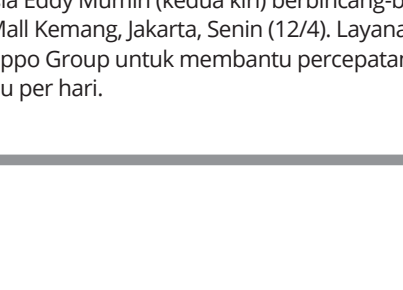 Eddy Mumin (kedua kiri) berbincang-b
Mall Kemang, Jakarta, Senin (12/4). Layana
ppo Group untuk membantu percepatan
u per hari.